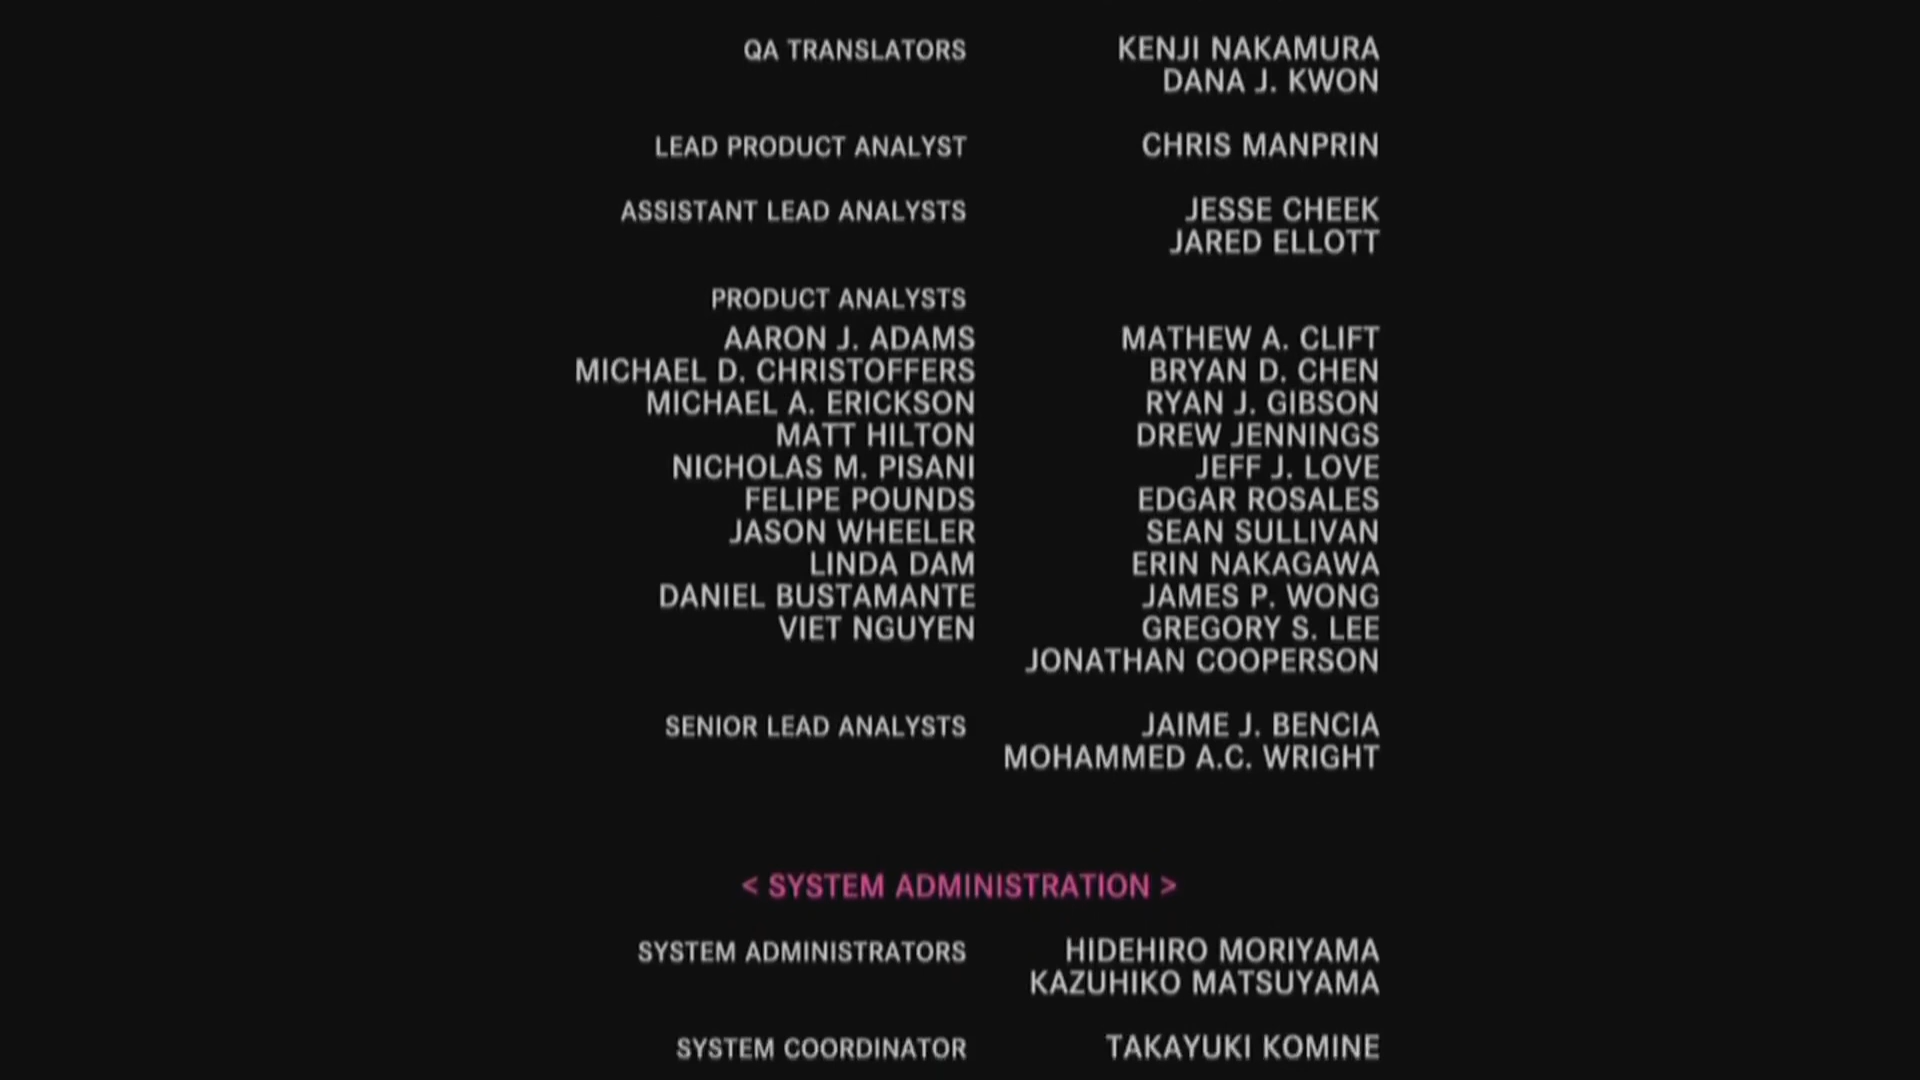 QA TRANSLATORS KENJI NAKAMURA
DANA J. KWON
LEAD PRODUCT ANALYST CHRIS MANPRIN
ASSISTANT LEAD ANALYSTS JESSE CHEEK
JARED ELLOTT
PRODUCT ANALYSTS
AARON J. ADAMS MATHEW A. CLIFT
MICHAEL D. CHRISTOFFERS BRYAN D. CHEN
MICHAEL A. ERICKSON RYAN J. GIBSON
MATT HILTON DREW JENNINGS
NICHOLAS M. PISANI JEFF J. LOVE
FELIPE POUNDS EDGAR ROSALES
JASON WHEELER SEAN SULLIVAN
LINDA DAM ERIN NAKAGAWA
DANIEL BUSTAMANTE JAMES P. WONG
VIET NGUYEN GREGORY S. LEE
JONATHAN COOPERSON
SENIOR LEAD ANALYSTS JAIME J. BENCIA
MOHAMMED A.C. WRIGHT
< SYSTEM ADMINISTRATION >
SYSTEM ADMINISTRATORS HIDEHIRO MORIYAMA
KAZUHIKO MATSUYAMA
SYSTEM COORDINATOR TAKAYUKI KOMINE